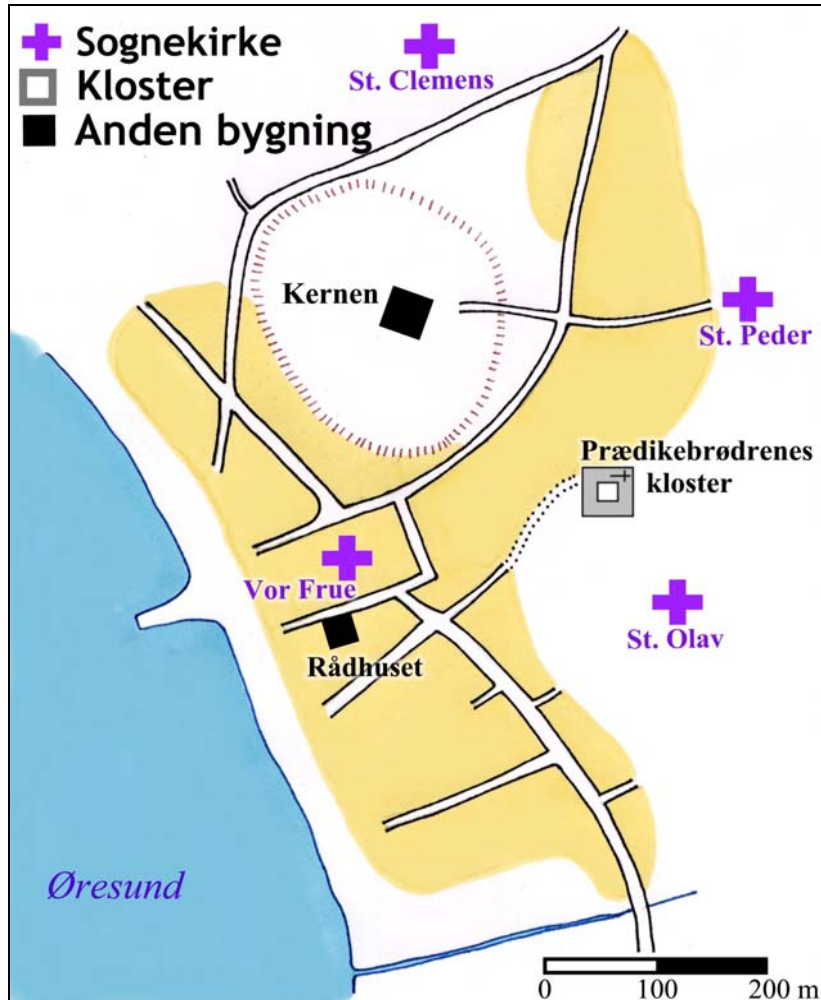 Sognekirke
Kloster
Anden bygning
St. Clemens
Kernen
St. Peder
Prædikebrødrenes
kloster
Vor Frue
St. Olav
Rådhuset
Øresund
0 100 200 m